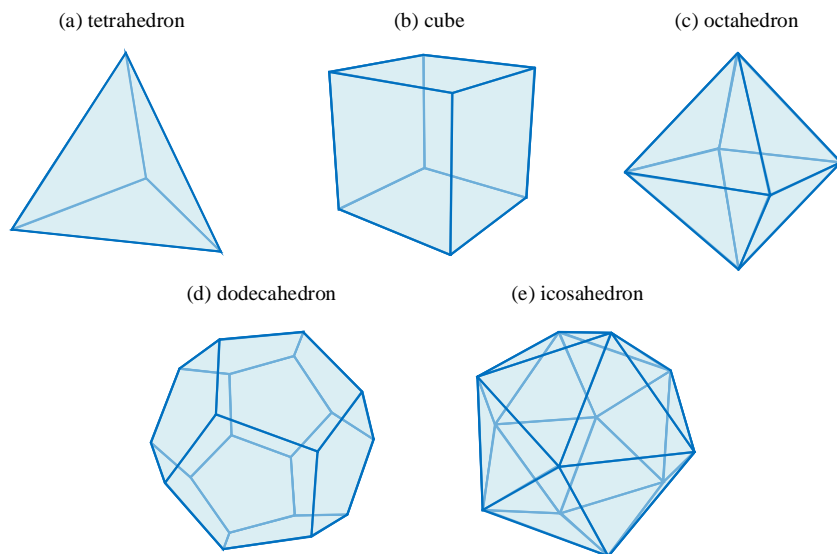 (a) tetrahedron
(b) cube
(c) octahedron
(d) dodecahedron
(e) icosahedron